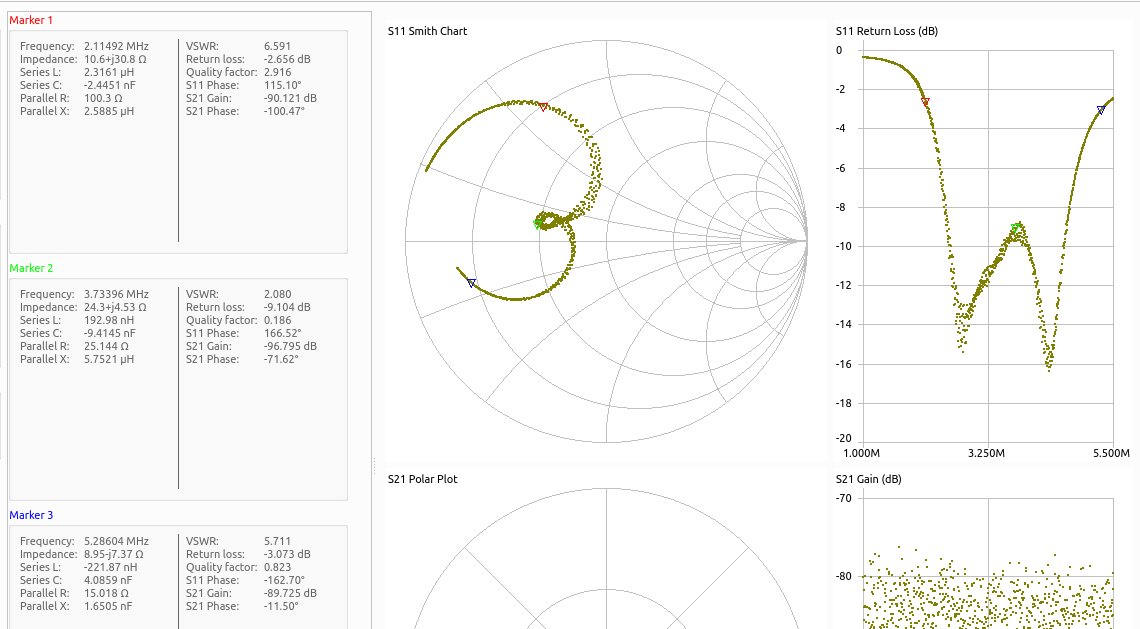 Marker 1
Frequency: 2.11492 MHz VSWR: 6.591
Impedance: 10.6+j30.8 Ω Return loss: -2.656 dB
Series L: 2.3161 μH Quality factor: 2.916
Series C: -2.4451 nF S11 Phase: 115.10°
Parallel R: 100.3 Ω S21 Gain: -90.121 dB
Parallel X: 2.5885 μH S21 Phase: -100.47°
Marker 2
Frequency: 3.73396 MHz VSWR: 2.080
Impedance: 24.3+j4.53 Ω Return loss: -9.104 dB
Series L: 192.98 nH Quality factor: 0.186
Series C: -9.4145 nF S11 Phase: 166.52°
Parallel R: 25.144 Ω S21 Gain: -96.795 dB
Parallel X: 5.7521 μH S21 Phase: -71.62°
Marker 3
Frequency: 5.28604 MHz VSWR: 5.711
Impedance: 8.95-j7.37 Ω Return loss: -3.073 dB
Series L: -221.87 nH Quality factor: 0.823
Series C: 4.0859 nF S11 Phase: -162.70°
Parallel R: 15.018 Ω S21 Gain: -89.725 dB
Parallel X: 1.6505 nF S21 Phase: -11.50°
S11 Smith Chart
S11 Return Loss (dB)
0
-2
-4
-6
-8
-10
-12
-14
-16
-18
-20
1.000M 3.250M 5.500M
S21 Polar Plot
S21 Gain (dB)
-70
-80